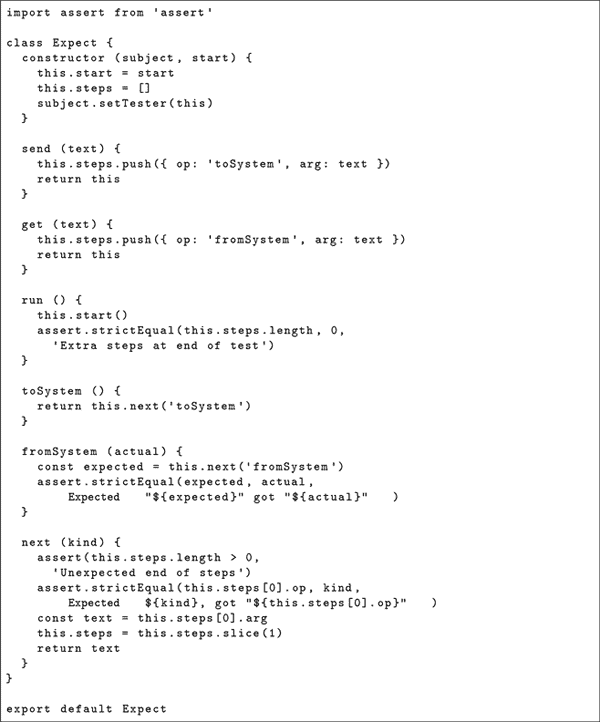 import assert from 'assert'

class Expect {
  constructor (subject, start) {
    this.start = start
    this.steps = []
    subject.setTester(this)
  }

  send (text) {
    this.steps.push({ op: 'toSystem', arg: text })
    return this
  }

  get (text) {
    this.steps.push({ op: 'fromSystem', arg: text })
    return this
  }

  run () {
    this.start()
    assert.strictEqual(this.steps.length, 0,
      'Extra steps at end of test')
  }

  toSystem () {
    return this.next('toSystem')
  }

  fromSystem (actual) {
    const expected = this.next('fromSystem')
    assert.strictEqual(expected, actual,
        Expected   "${expected}" got "${actual}"   )
  }

  next (kind) {
    assert(this.steps.length > 0,
      'Unexpected end of steps')
    assert.strictEqual(this.steps[0].op, kind,
        Expected   ${kind}, got "${this.steps[0].op}"   )
    const text = this.steps[0].arg
    this.steps = this.steps.slice(1)
    return text
  }
}

export default Expect